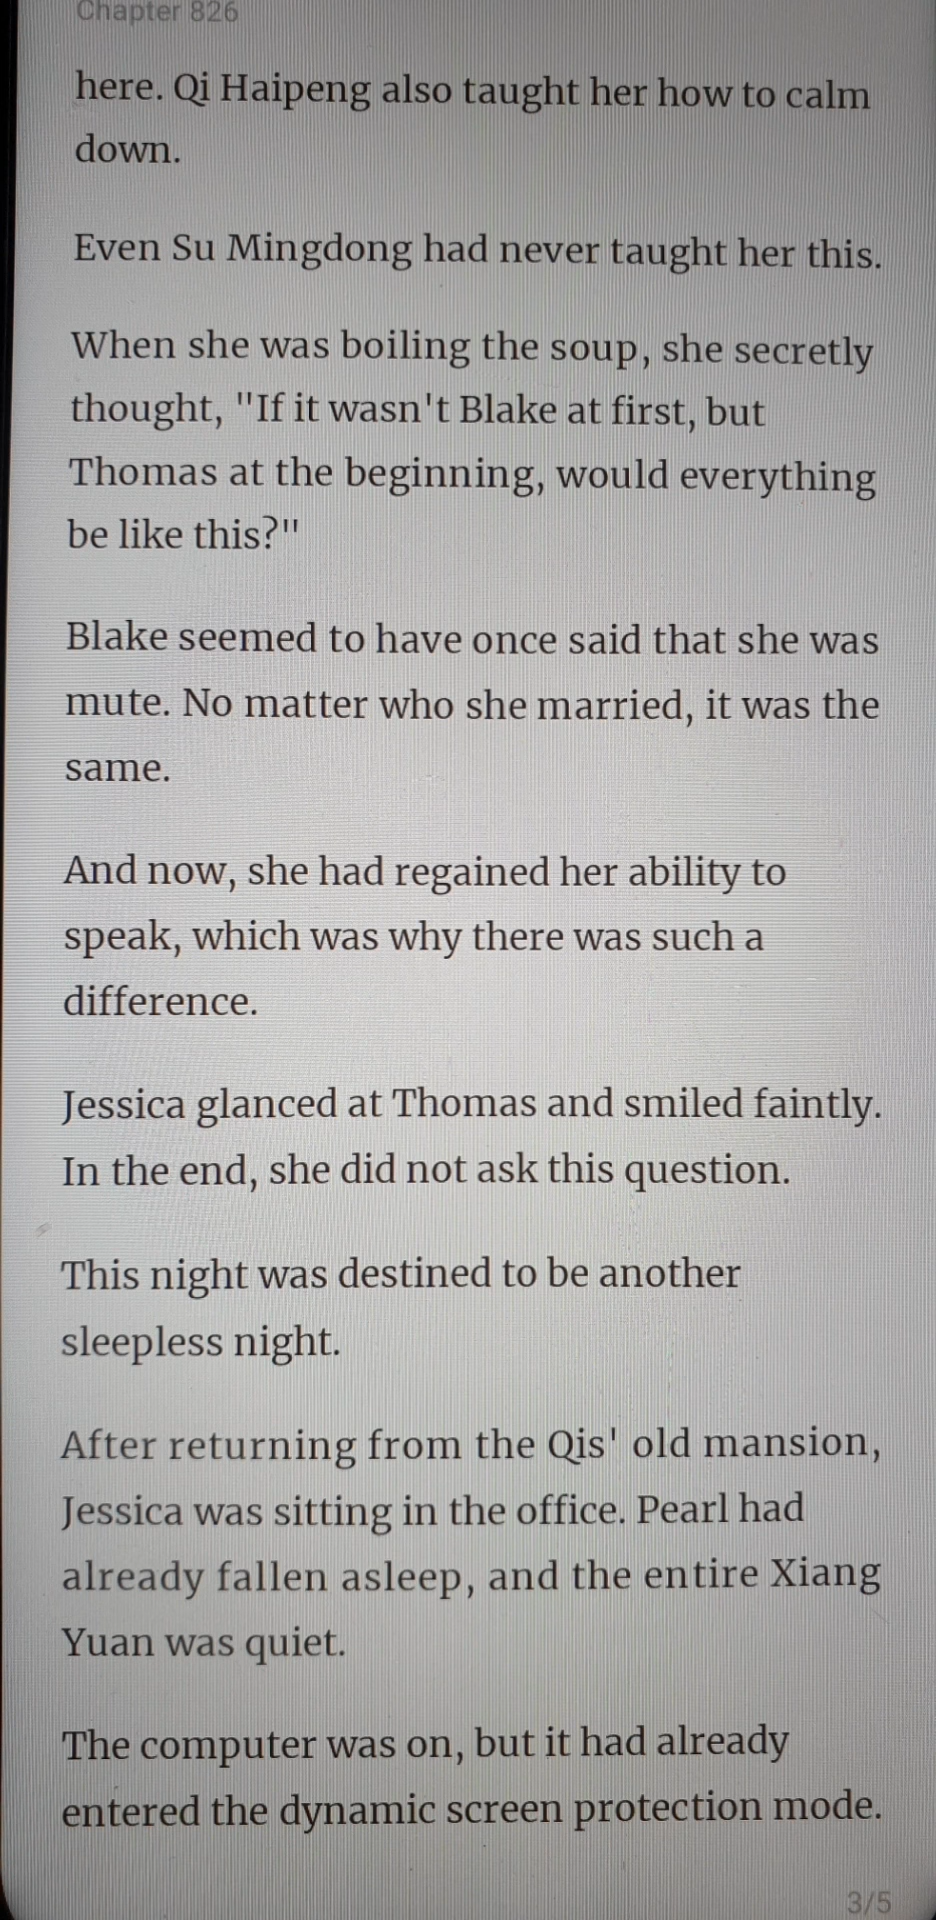 Chapter 826
here. Qi Haipeng also taught her how to calm
down.
Even Su Mingdong had never taught her this.
When she was boiling the soup, she secretly
thought, "If it wasn't Blake at first, but
Thomas at the beginning, would everything
be like this?"
Blake seemed to have once said that she was
mute. No matter who she married, it was the
same.
And now, she had regained her ability to
speak, which was why there was such a
difference.
Jessica glanced at Thomas and smiled faintly.
In the end, she did not ask this question.
This night was destined to be another
sleepless night.
After returning from the Qis' old mansion,
Jessica was sitting in the office. Pearl had
already fallen asleep, and the entire Xiang
Yuan was quiet.
The computer was on, but it had already
entered the dynamic screen protection mode.
3/5